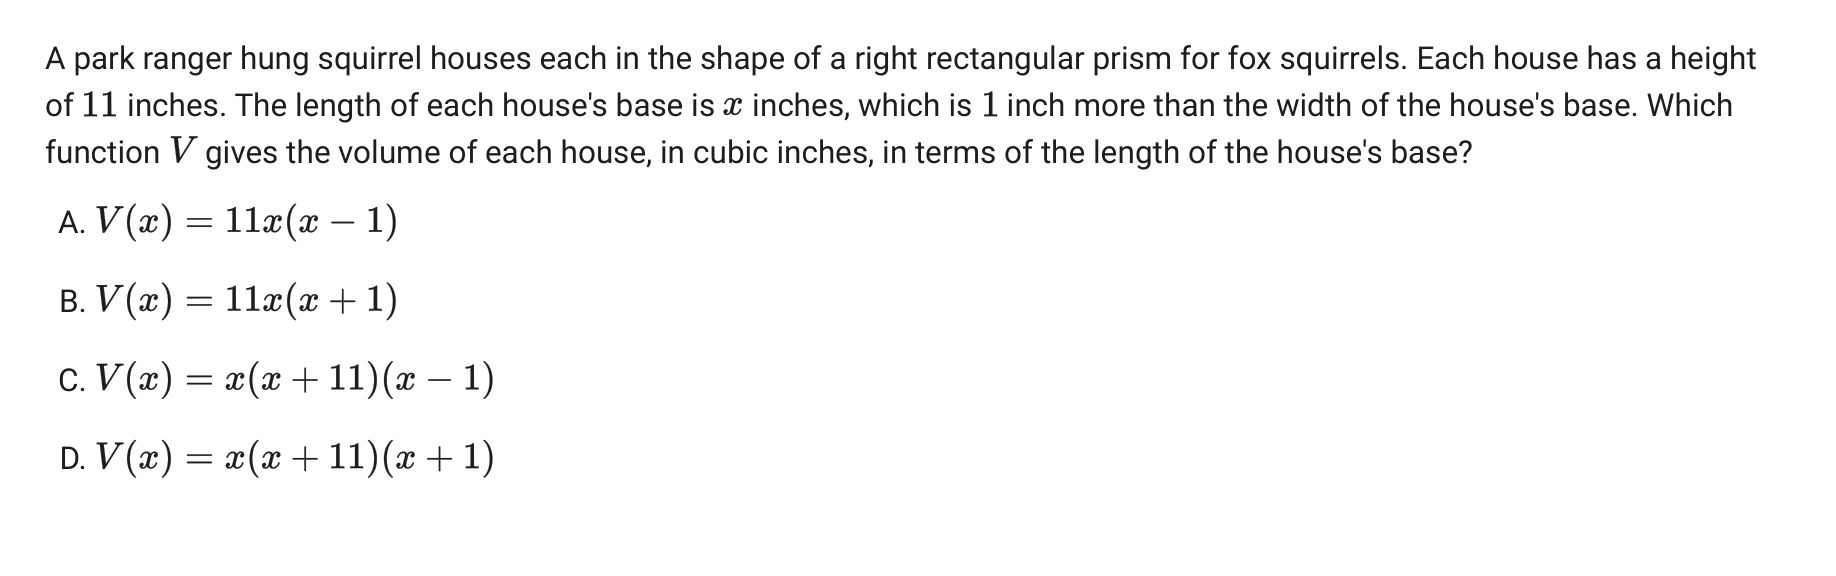 A park ranger hung squirrel houses each in the shape of a right rectangular prism for fox squirrels. Each house has a height
of 11 inches. The length of each house's base is x inches, which is 1 inch more than the width of the house's base. Which
function V gives the volume of each house, in cubic inches, in terms of the length of the house's base?
A. V(x) = 11x(x − 1)
B. V(x) = 11x(x + 1)
C. V(x) = x(x + 11)(x − 1)
D. V(x) = x(x + 11)(x + 1)